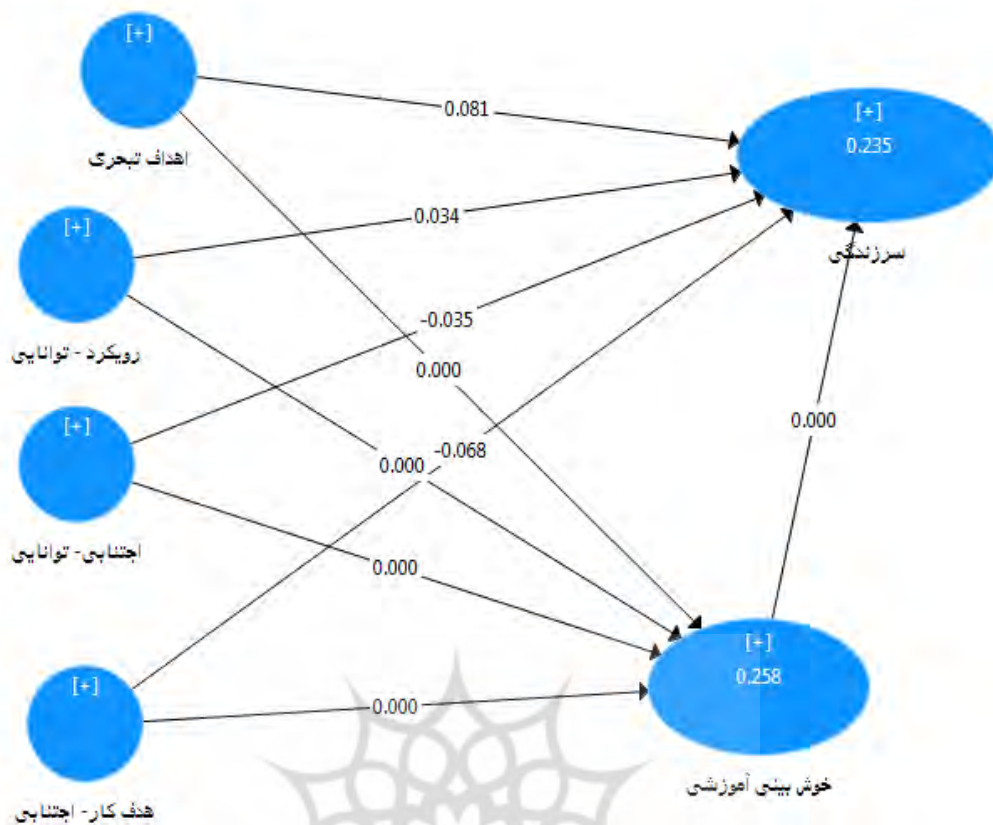 [+]
اهداف تبحری
[+]
رویکرد - توانایی
[+]
اجتنابی- توانایی
[+]
هدف کار- اجتنابی
0.081
0.034
-0.035
0.000
-0.068
0.000
0.000
0.000
0.000
[+]
0.235
سرزندگی
[+]
0.258
خوش بینی آموزشی